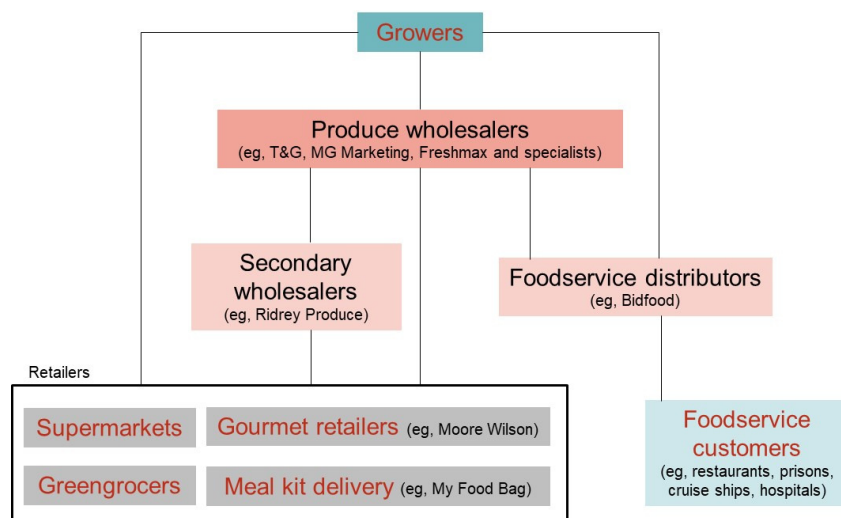 Growers
Produce wholesalers
(eg, T&G, MG Marketing, Freshmax and specialists)
Secondary
wholesalers
(eg, Ridrey Produce)
Foodservice distributors
(eg, Bidfood)
Retailers
Supermarkets
Gourmet retailers (eg, Moore Wilson)
Greengrocers
Meal kit delivery (eg, My Food Bag)
Foodservice
customers
(eg, restaurants, prisons,
cruise ships, hospitals)